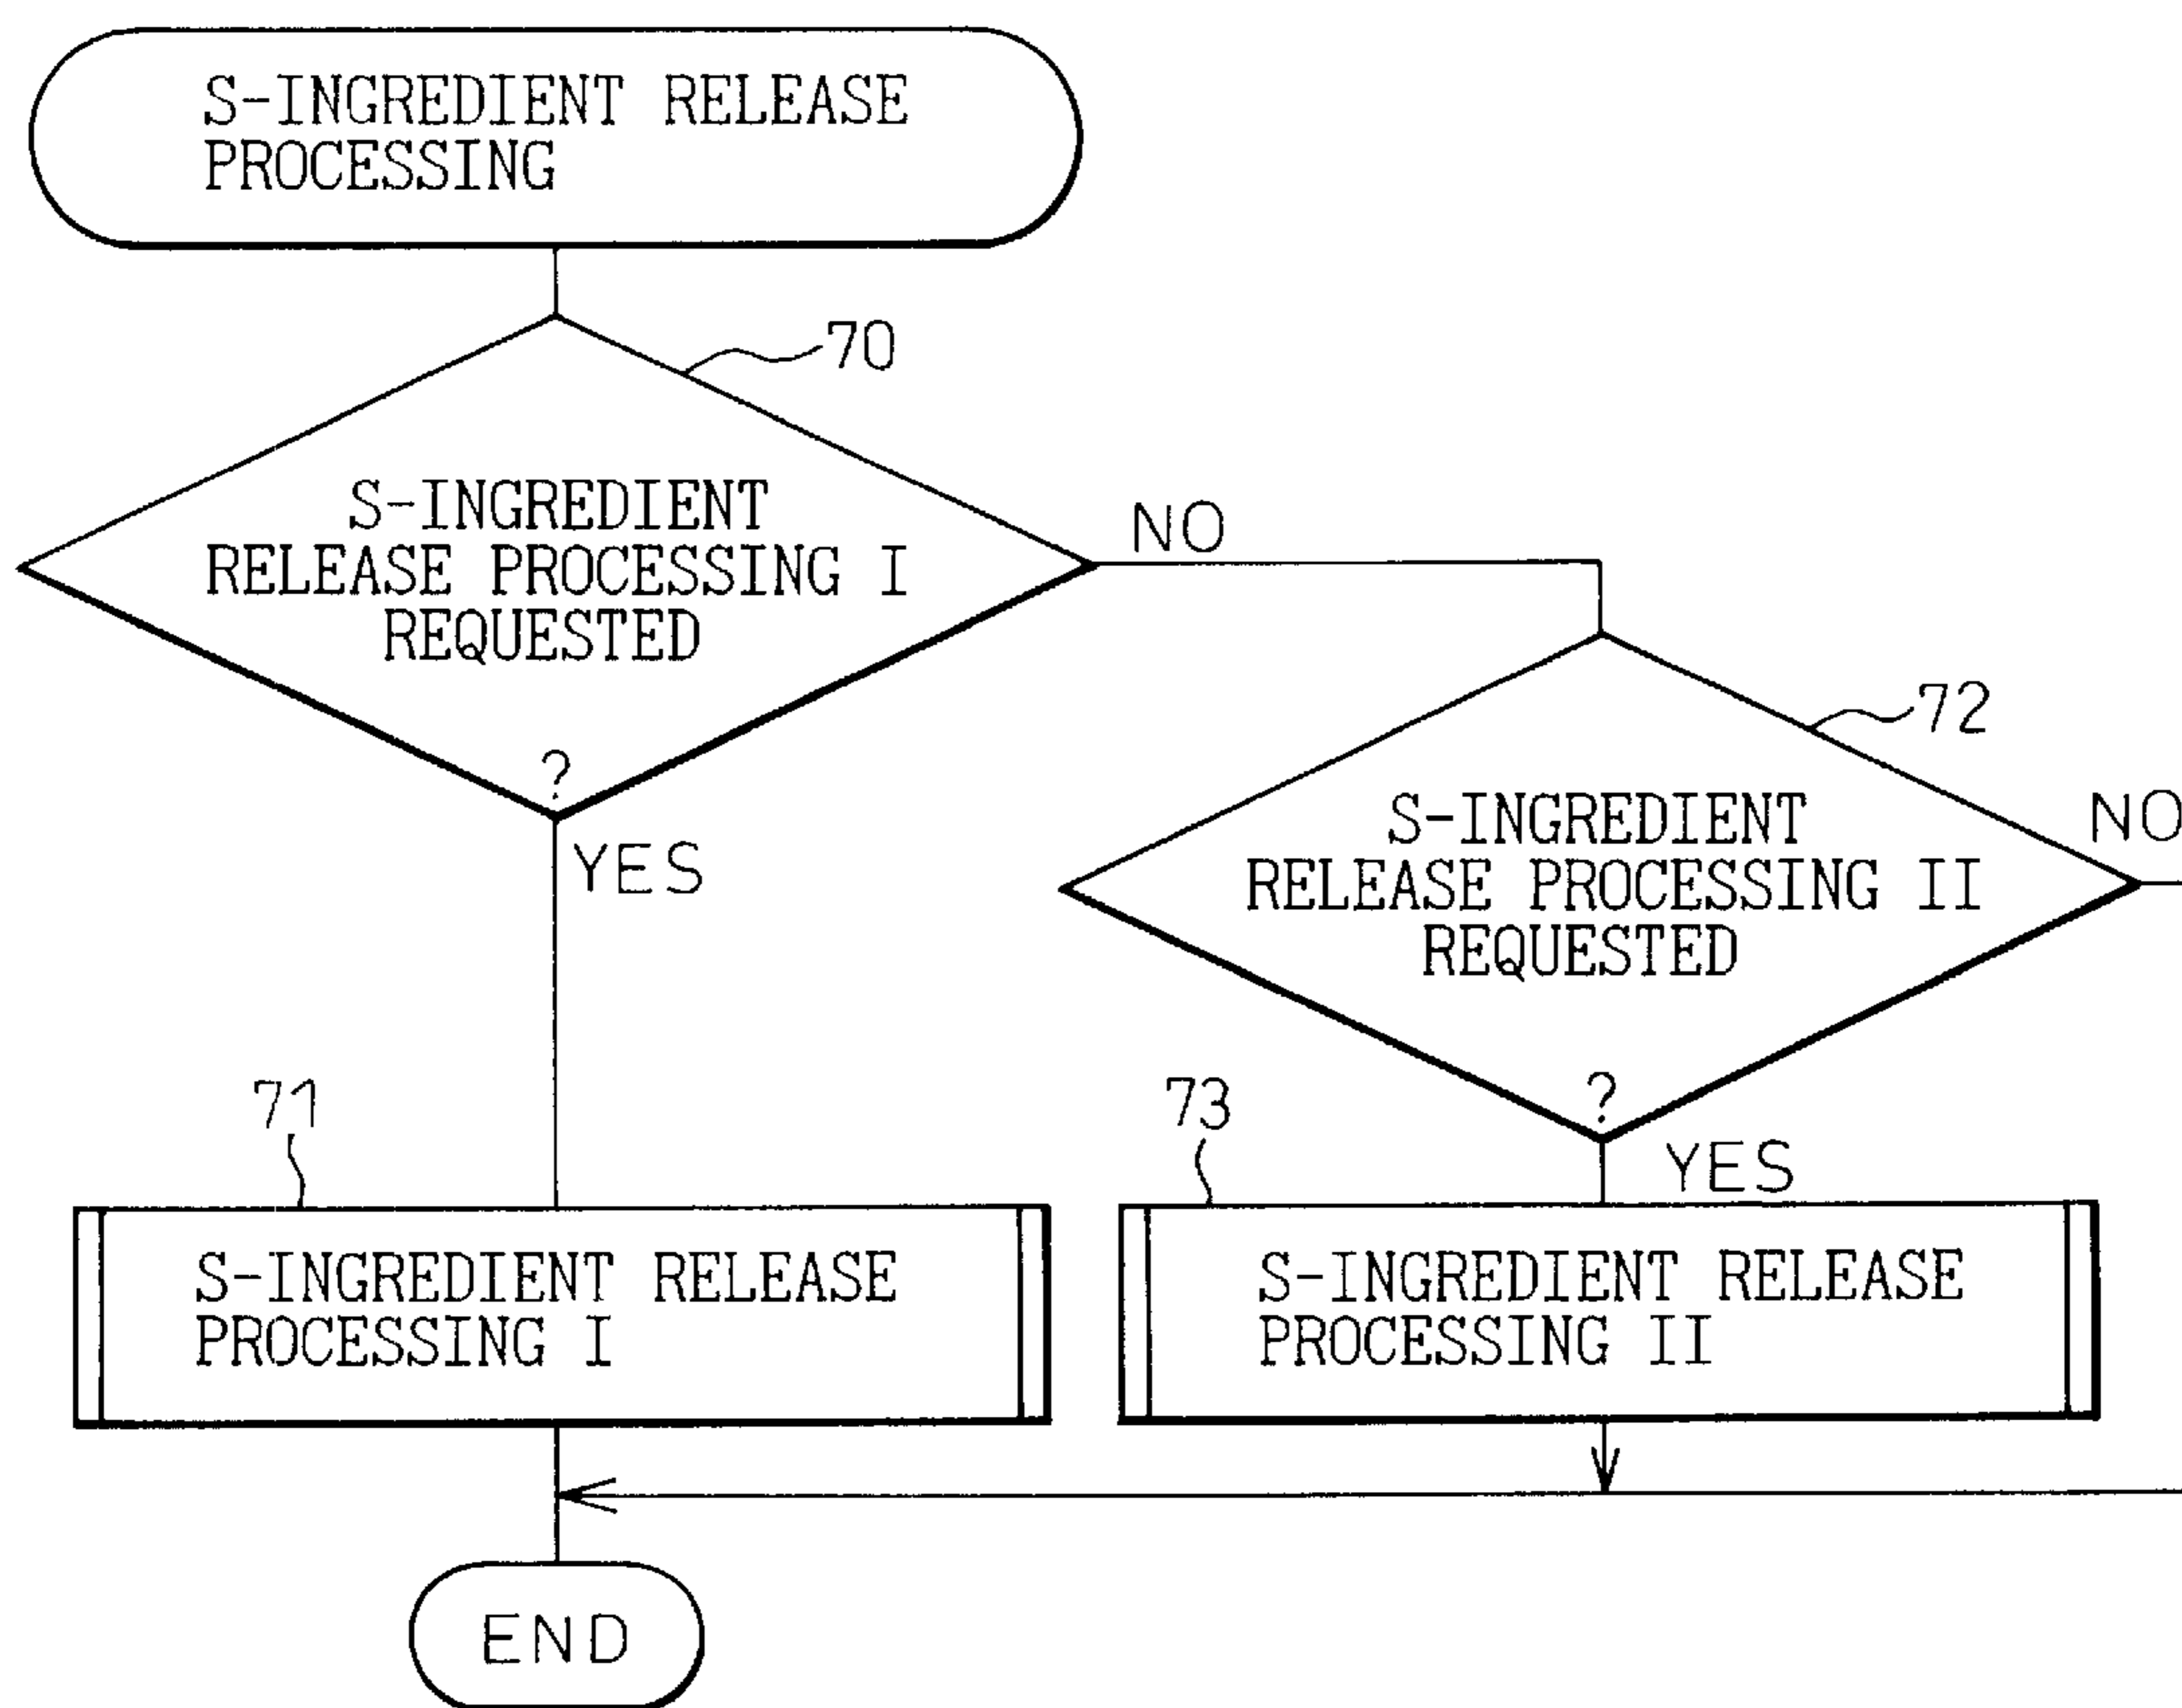 S-INGREDIENT RELEASE
PROCESSING
70
S-INGREDIENT
RELEASE PROCESSING I
REQUESTED
?
NO
YES
72
S-INGREDIENT
RELEASE PROCESSING II
REQUESTED
?
NO
YES
71
S-INGREDIENT RELEASE
PROCESSING I
73
S-INGREDIENT RELEASE
PROCESSING II
END